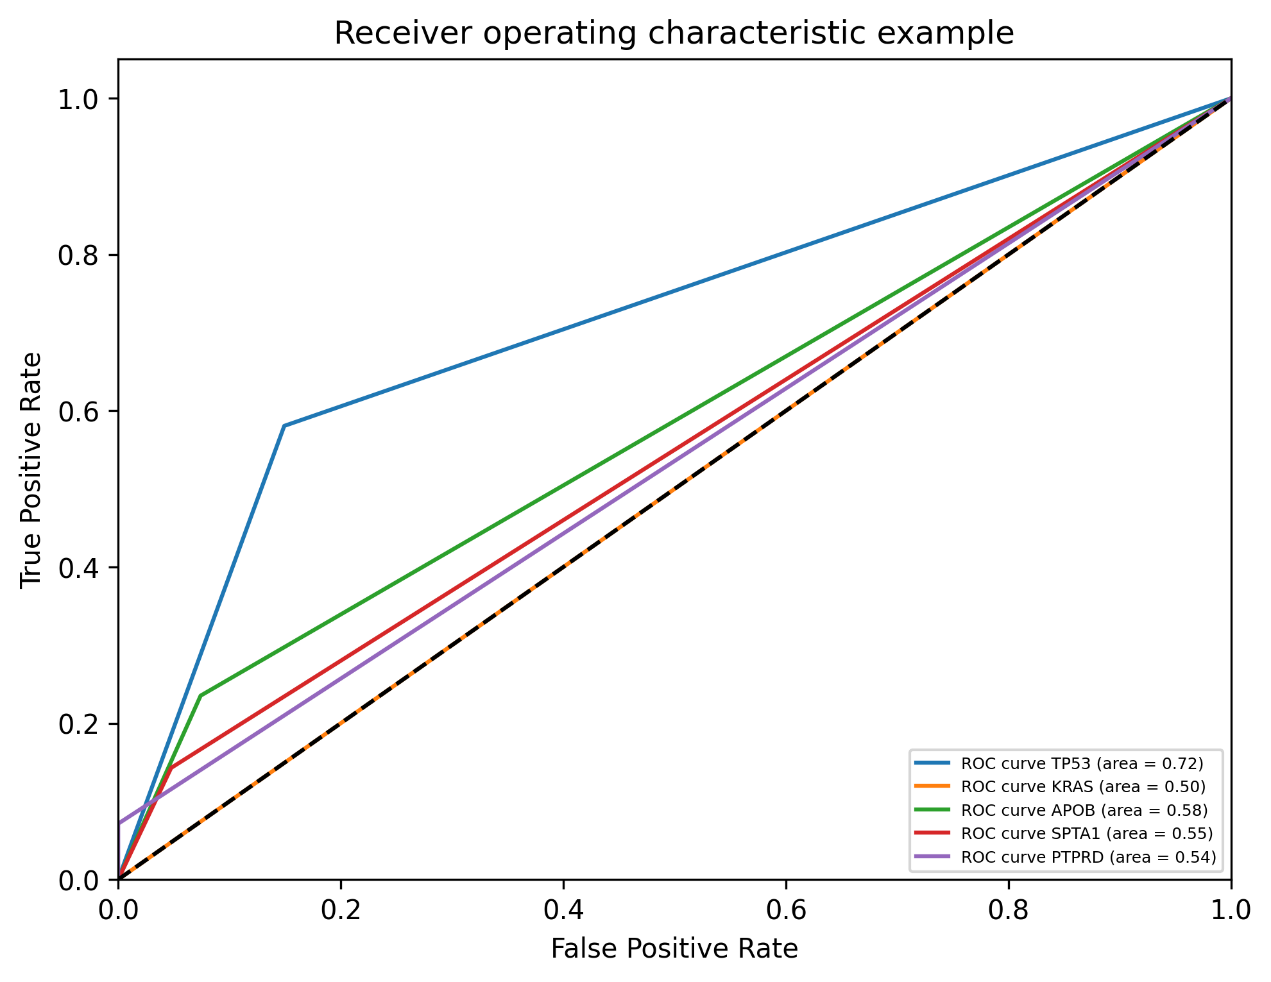 Receiver operating characteristic example
True Positive Rate
1.0
0.8
0.6
0.4
0.2
0.0
0.0 0.2 0.4 0.6 0.8 1.0
False Positive Rate
ROC curve TP53 (area = 0.72)
ROC curve KRAS (area = 0.50)
ROC curve APOB (area = 0.58)
ROC curve SPTA1 (area = 0.55)
ROC curve PTPRD (area = 0.54)